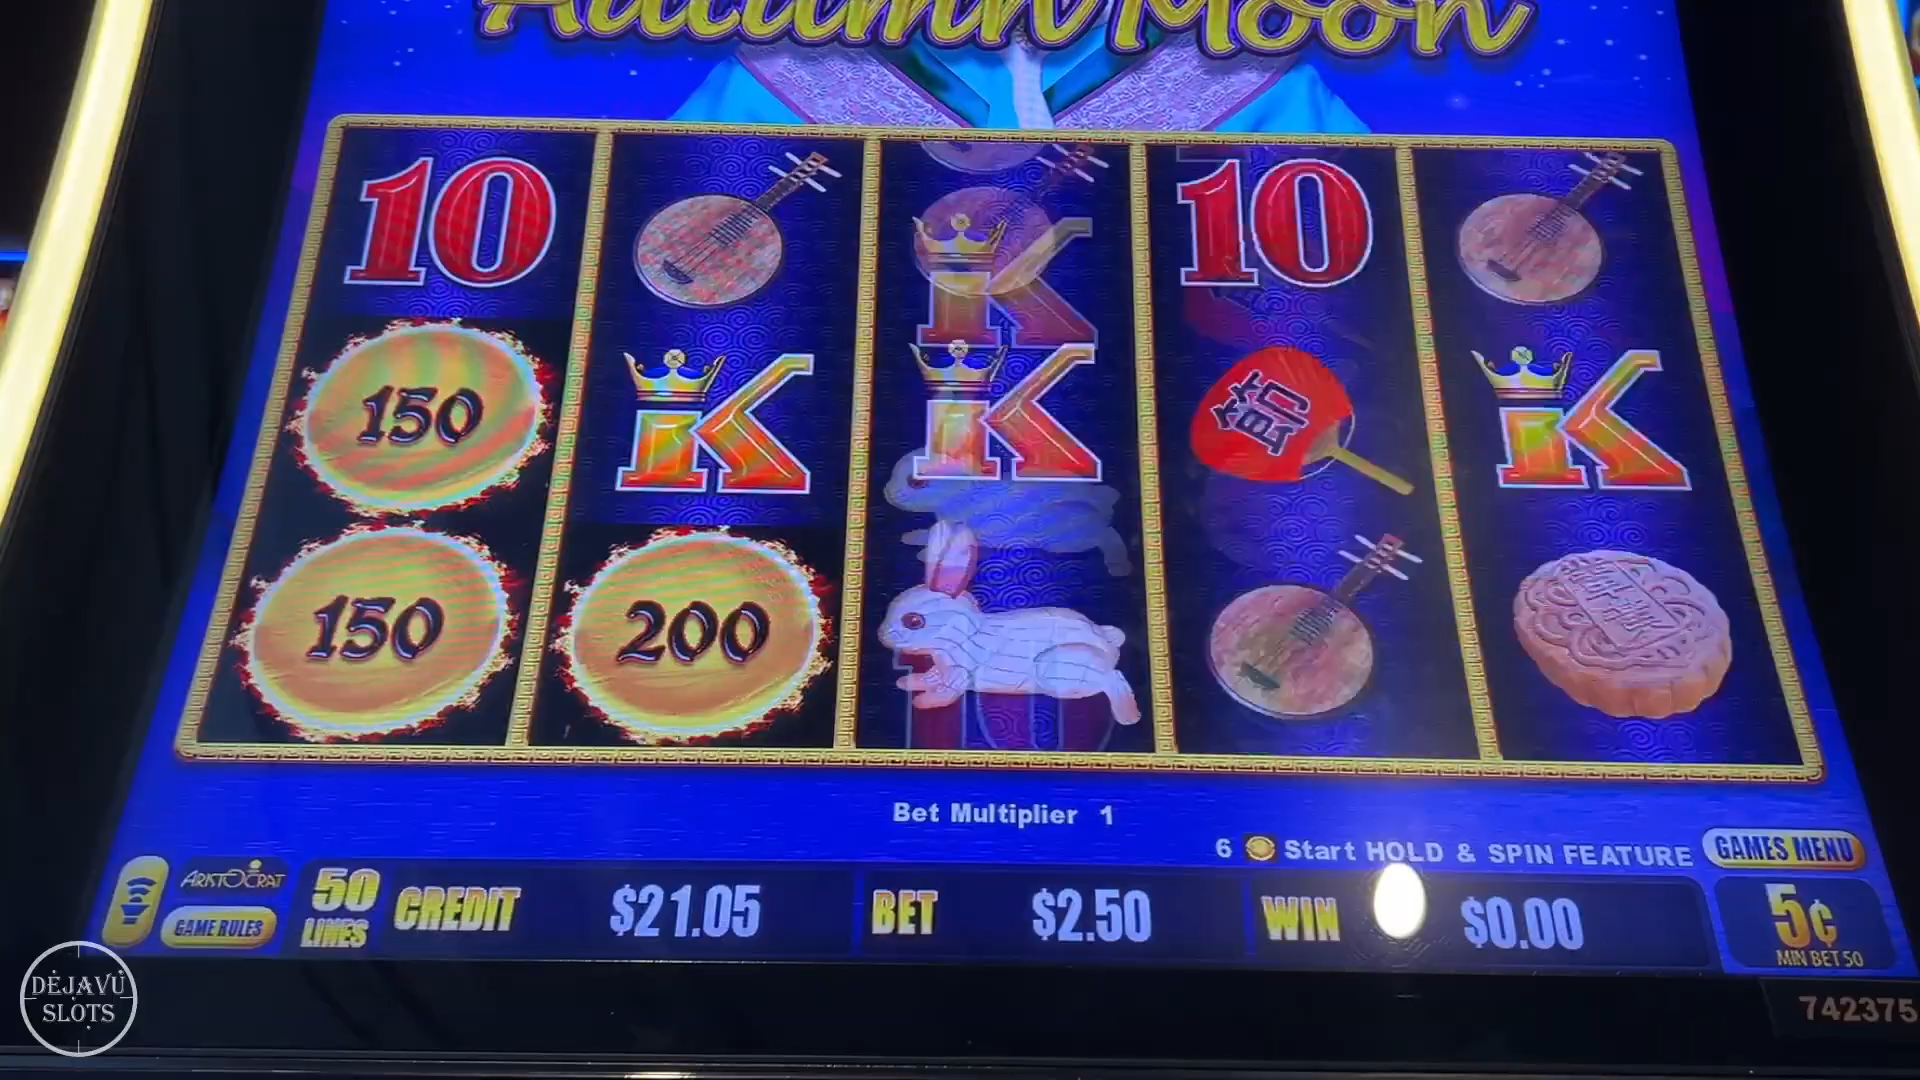 Autumn Moon
10
10
150
K
K
K
K
150
200
Bet Multiplier 1
6 Start HOLD & SPIN FEATURE
GAMES MENU
ARISTOCRAT
GAME RULES
50
LINES
CREDIT
$21.05
BET
$2.50
WIN
$0.00
5¢
MIN BET 50
742375
DÉJAVU
SLOTS